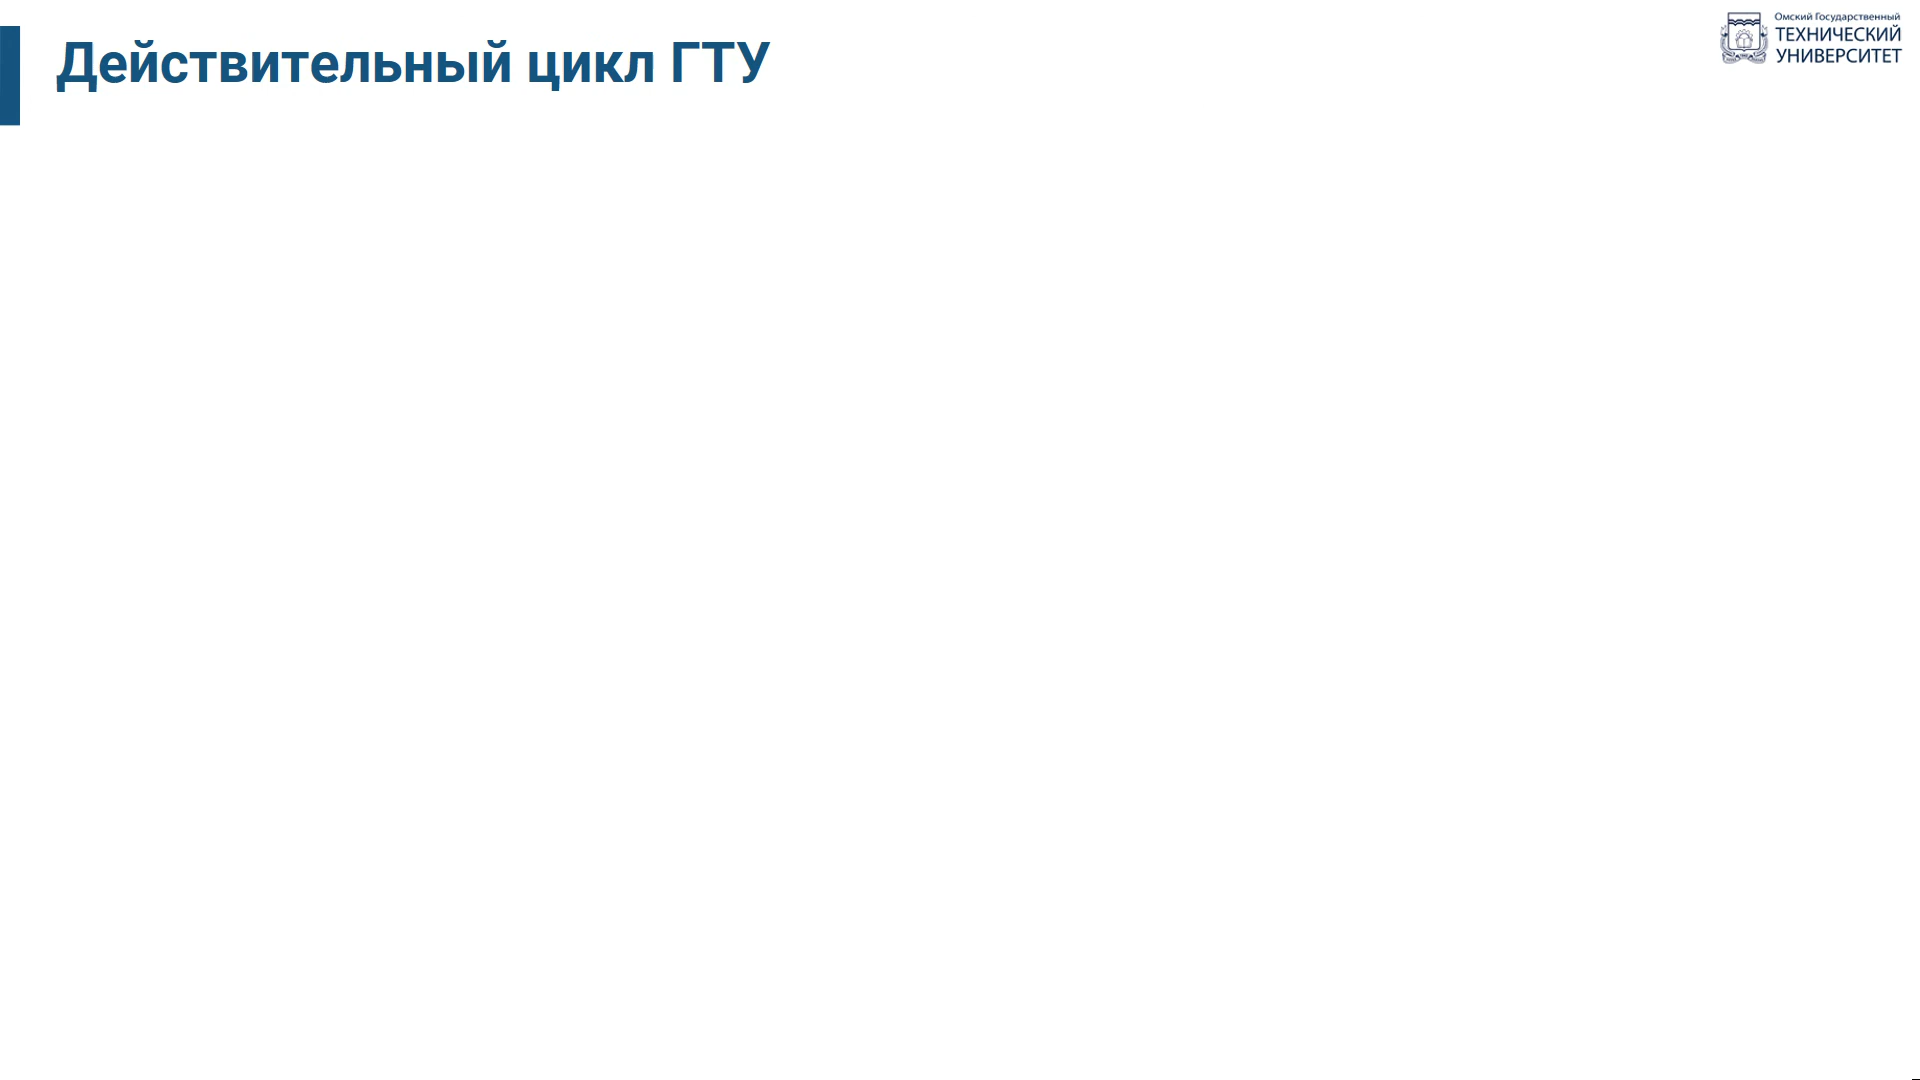 Действительный цикл ГТУ
Омский Государственный
ТЕХНИЧЕСКИЙ
УНИВЕРСИТЕТ